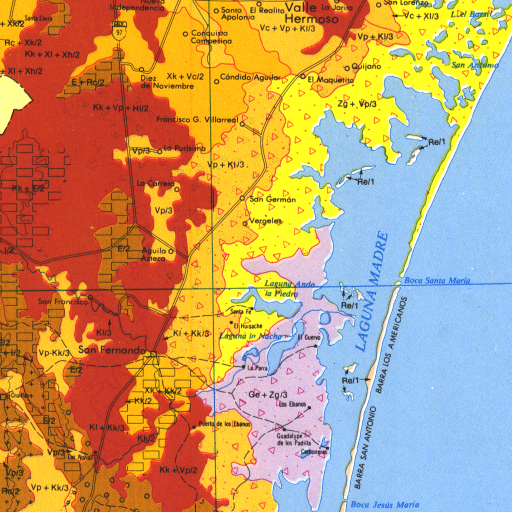 Nueva
Independencia
Santa
Apolonia
El Realito
Valle
Hermoso
La Jarita
San Lorenzo
Vc + Xl/3
Vc + Vp + Kl/3
Vp + Kl/3
Rc + Xk/2
Kk + Xl + Xh/2
+ Xl + Xh/2
97
Conquista
Campesina
L. el Barril
San Antonio
E + Rc/2
Diez
de Noviembre
Xk + Vc/2
Cándido Aguilar
El Moquetito
Quijano
Zg + Vp/3
Kk + Vp + Hl/2
Francisco G. Villarreal
Re/1
Vp/3
La Purísima
Vp + Kl/3
Kk + E/2
La Carreta
Re/1
San Germán
Vp/3
Vergeles
E/2
Aguila
Azteca
LAGUNA MADRE
Laguna Anda
la Piedra
Boca Santa María
San Francisco
Re/1
Santa Fe
El Huisache
Kl/3
Kl + Kk/3
Laguna la Nacha
El Cuervo
BARRA LOS AMERICANOS
Vp-Kk/3
San Fernando
E/2
La Parra
Re/1
Xk + Kk/2
Ge + Zg/3
Kk/2
Los Ebanos
E/2
Kl + Kk/3
Puerto de los Ebanos
Kk/2
Guadalupe
de los Padilla
Carboneras
BARRA SAN ANTONIO
Vp/3
Las Norias
Vp/3
Kk + Vp/2
Rc/2
Vp + Kk/3
Boca Jesús María